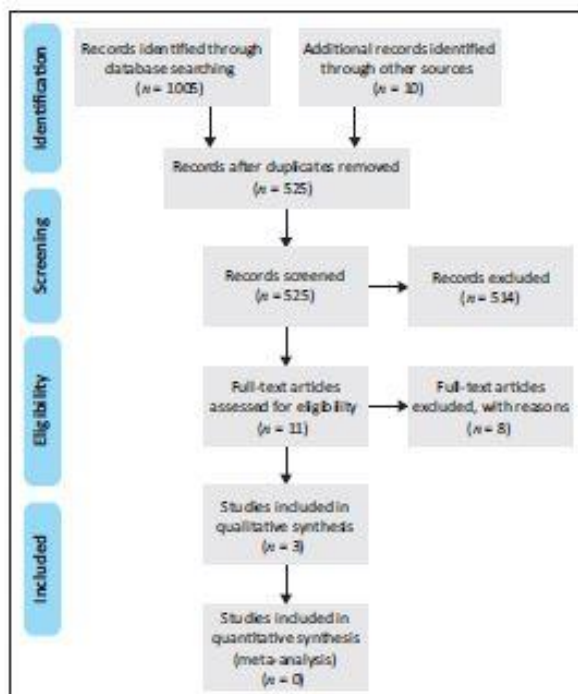 Identification
Records identified through
database searching
(n = 1005)
Additional records identified
through other sources
(n = 10)
Records after duplicates removed
(n = 525)
Screening
Records screened
(n = 525)
Records excluded
(n = 514)
Eligibility
Full-text articles
assessed for eligibility
(n = 11)
Full-text articles
excluded, with reasons
(n = 8)
Included
Studies included in
qualitative synthesis
(n = 3)
Studies included in
quantitative synthesis
(meta-analysis)
(n = 0)